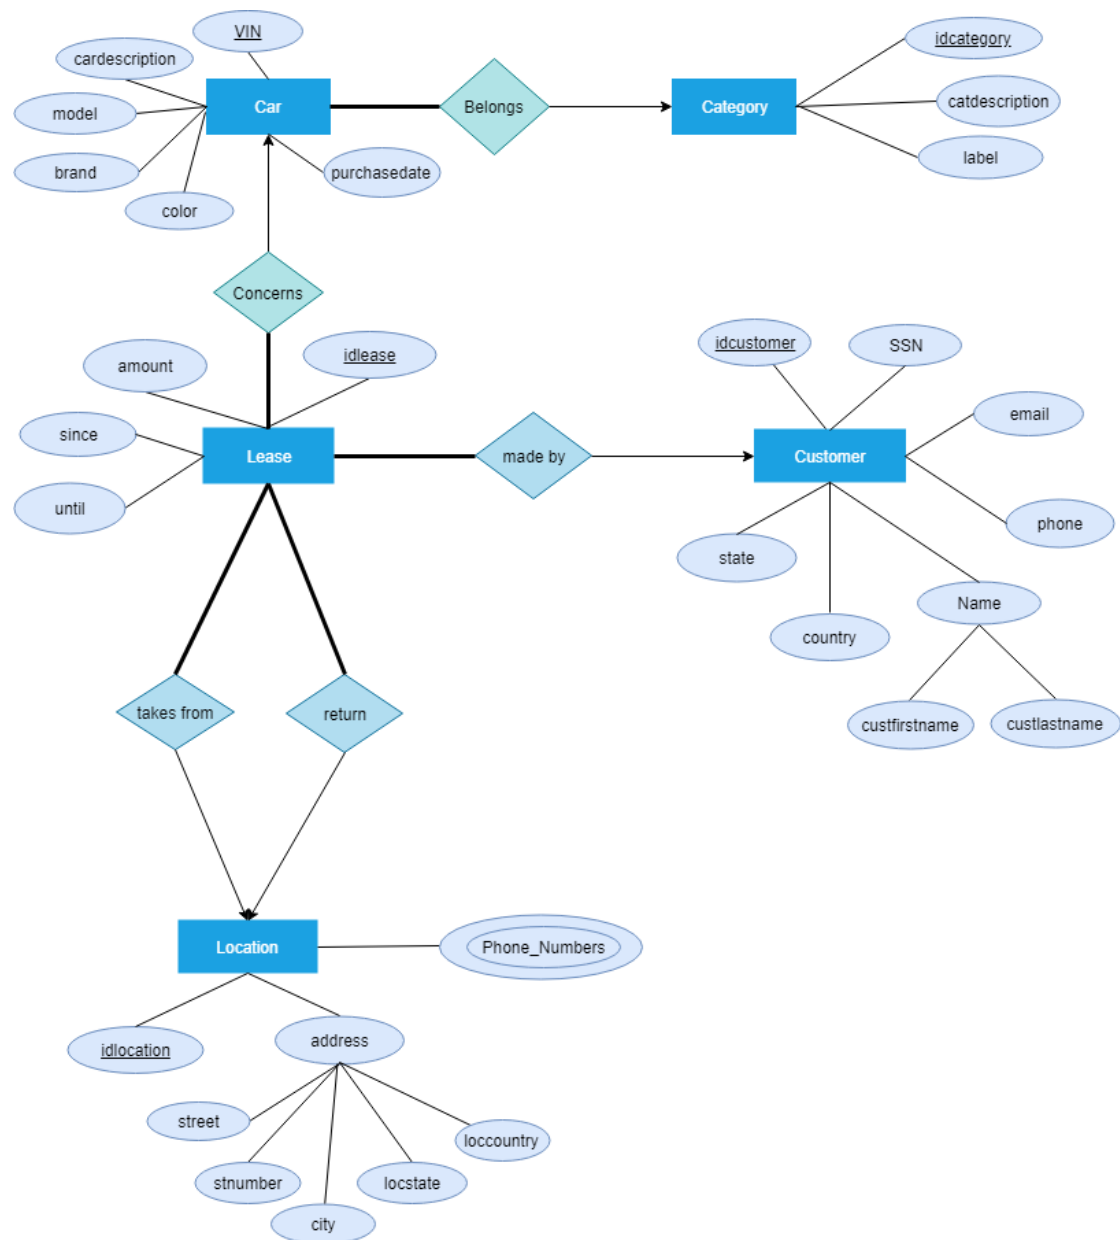 VIN
idcategory
cardescription
Car
Belongs
Category
catdescription
model
label
brand
purchasedate
color
Concerns
idlease
idcustomer
SSN
amount
email
since
Lease
made by
Customer
until
phone
state
Name
country
takes from
return
custfirstname
custlastname
Location
Phone_Numbers
address
idlocation
street
loccountry
stnumber
locstate
city